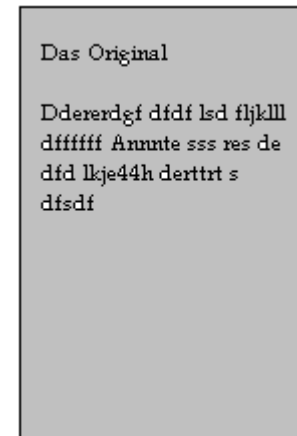 Das Original
Ddererdgf dfdf lsd fljklll
dffffff Annnte sss res de
dfd lkje44h derttrt s
dfsdf